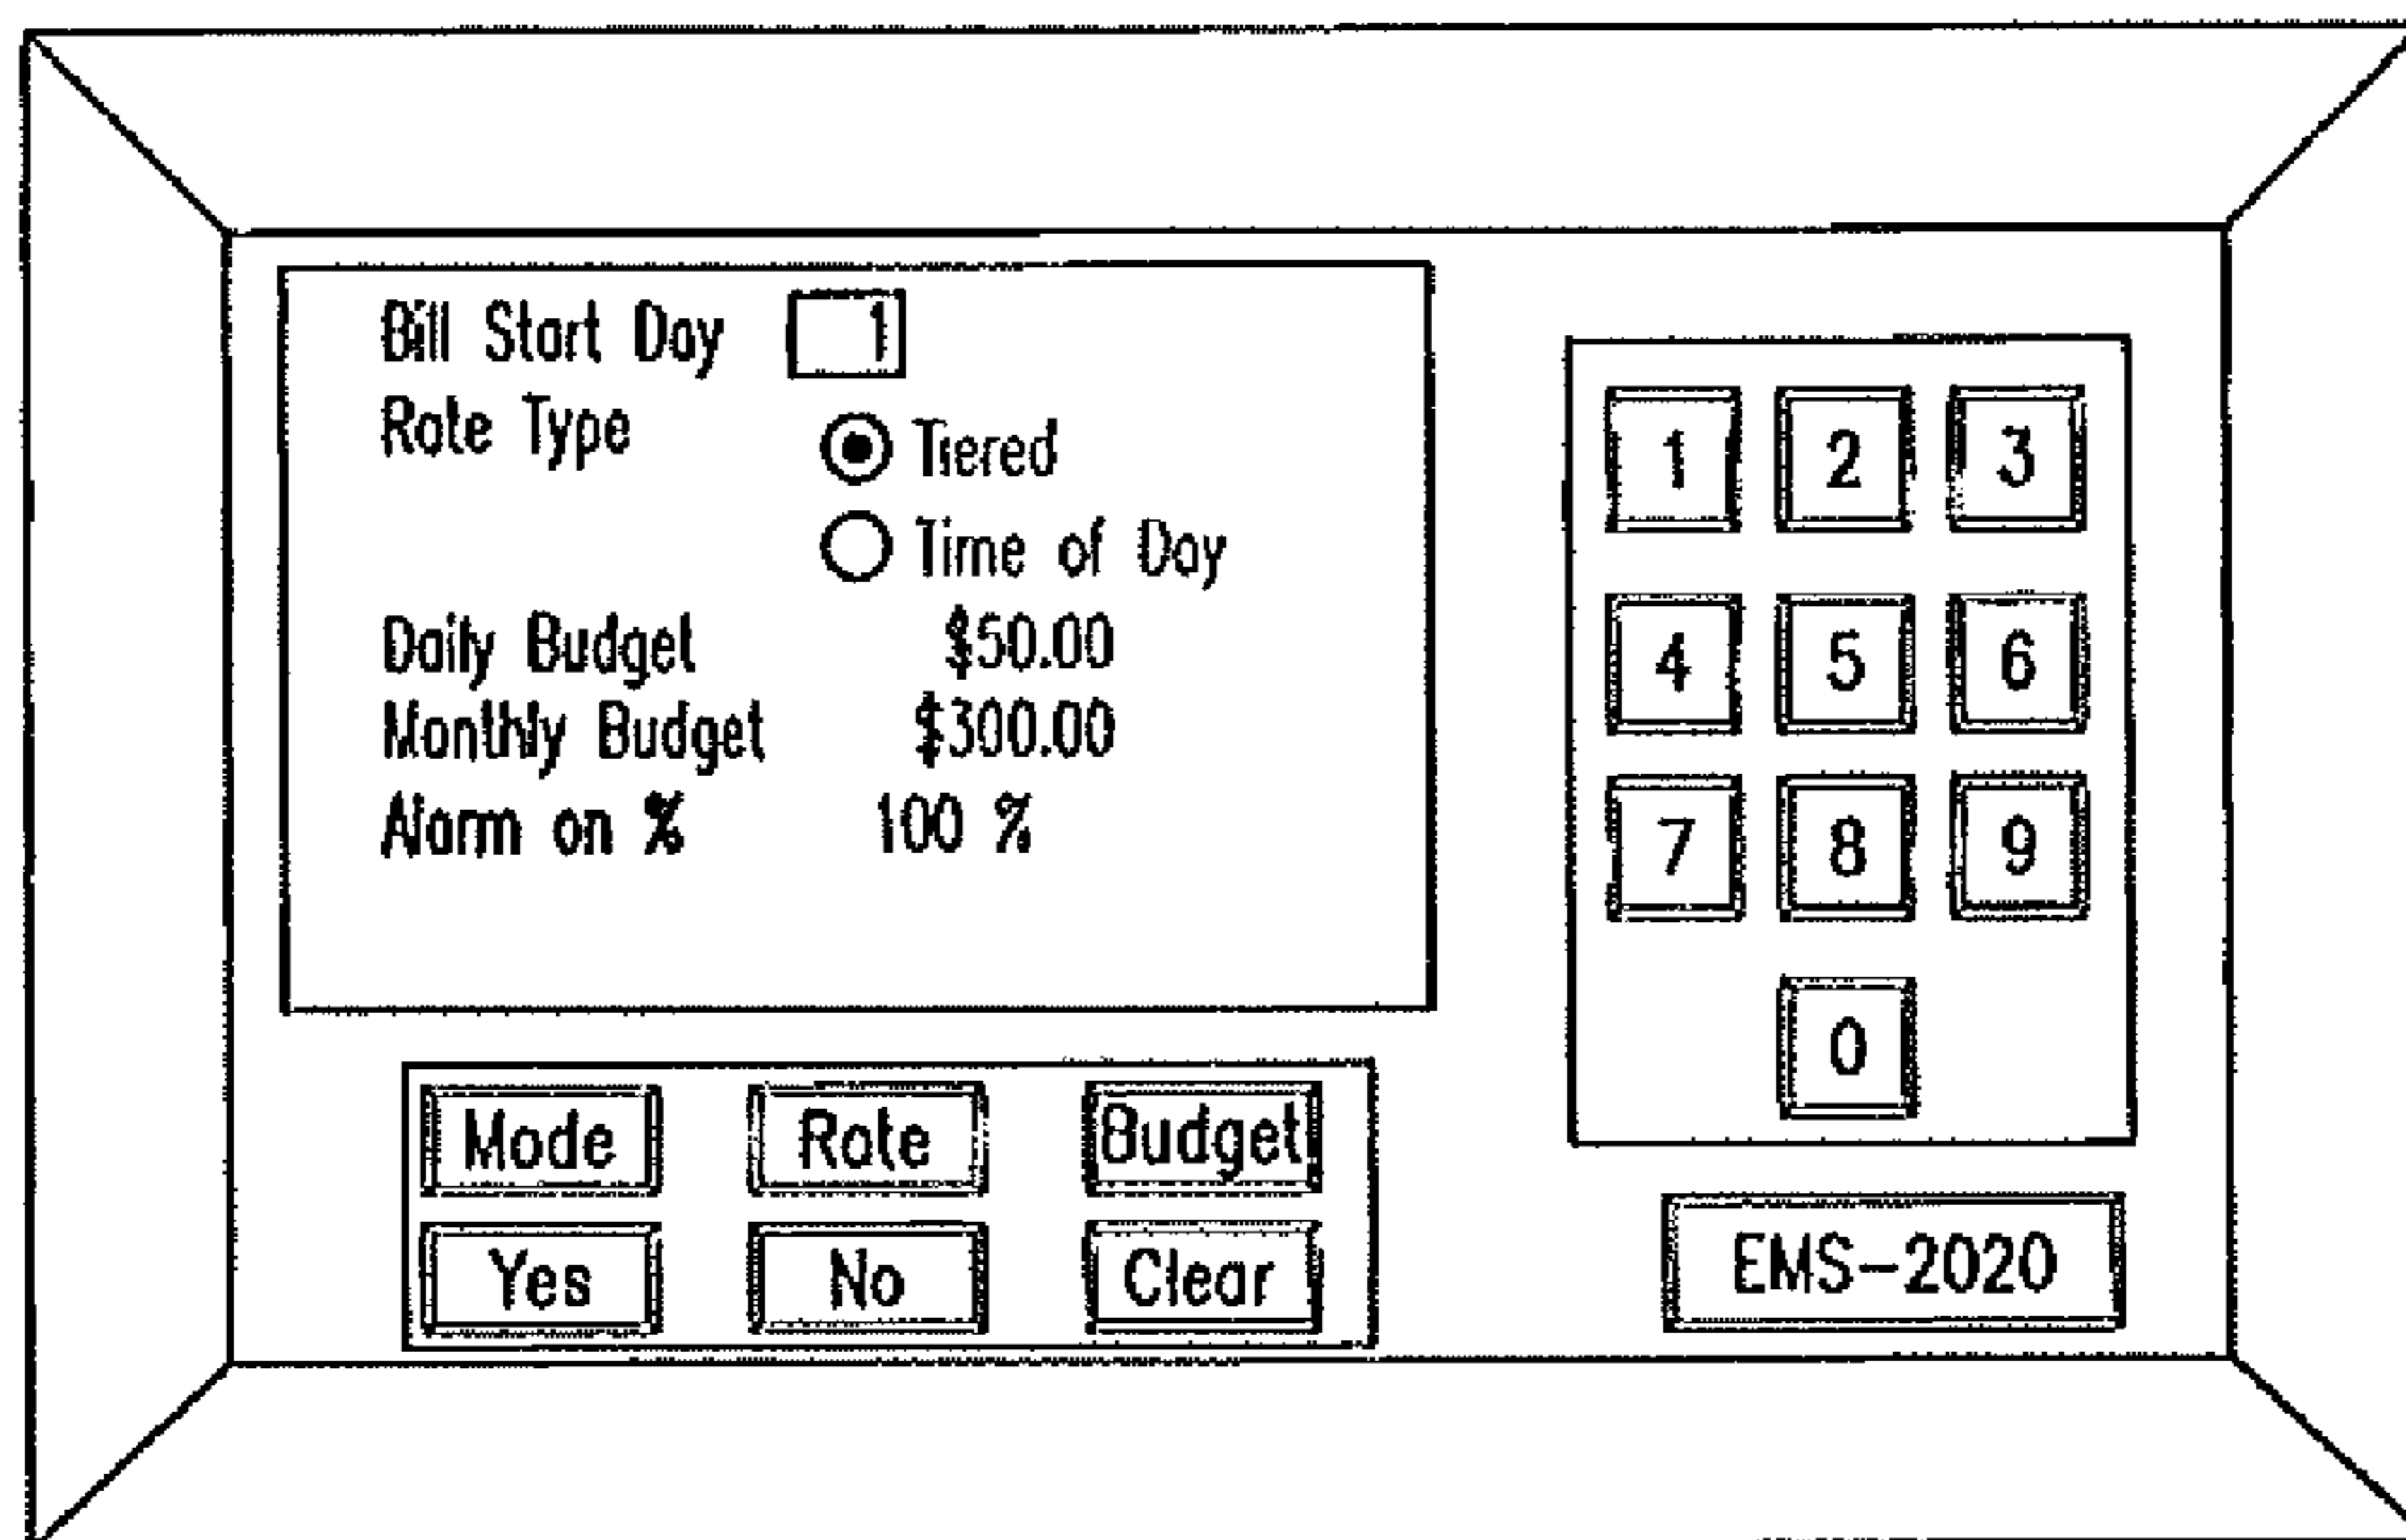 Bill Start Day 1
Rate Type
Tiered
Time of Day
Daily Budget $50.00
Monthly Budget $300.00
Alarm on % 100 %
1 2 3
4 5 6
7 8 9
0
Mode Rate Budget
Yes No Clear
EMS-2020